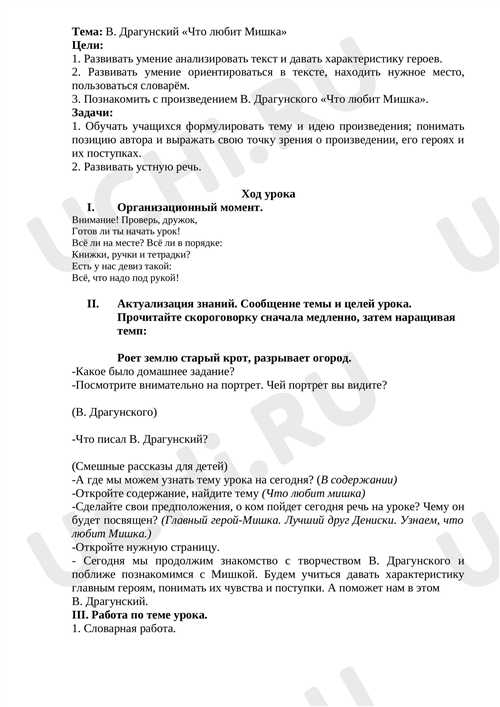 Тема: В. Драгунский «Что любит Мишка»
Цели:
1. Развивать умение анализировать текст и давать характеристику героев.
2. Развивать умение ориентироваться в тексте, находить нужное место,
пользоваться словарём.
3. Познакомить с произведением В. Драгунского «Что любит Мишка».
Задачи:
1. Обучать учащихся формулировать тему и идею произведения; понимать
позицию автора и выражать свою точку зрения о произведении, его героях и
их поступках.
2. Развивать устную речь.
Ход урока
I. Организационный момент.
Внимание! Проверь, дружок,
Готов ли ты начать урок!
Всё ли на месте? Всё ли в порядке:
Книжки, ручки и тетрадки?
Есть у нас девиз такой:
Всё, что надо под рукой!
II. Актуализация знаний. Сообщение темы и целей урока.
Прочитайте скороговорку сначала медленно, затем наращивая
темп:
Роет землю старый крот, разрывает огород.
-Какое было домашнее задание?
-Посмотрите внимательно на портрет. Чей портрет вы видите?
(В. Драгунского)
-Что писал В. Драгунский?
(Смешные рассказы для детей)
-А где мы можем узнать тему урока на сегодня? (В содержании)
-Откройте содержание, найдите тему (Что любит мишка)
-Сделайте свои предположения, о ком пойдет сегодня речь на уроке? Чему он
будет посвящен? (Главный герой-Мишка. Лучший друг Дениски. Узнаем, что
любит Мишка.)
-Откройте нужную страницу.
- Сегодня мы продолжим знакомство с творчеством В. Драгунского и
поближе познакомимся с Мишкой. Будем учиться давать характеристику
главным героям, понимать их чувства и поступки. А поможет нам в этом
В. Драгунский.
III. Работа по теме урока.
1. Словарная работа.
UCHi.RU
UCHi.RU
UCHi.RU
UCHi.RU
UCHi.RU